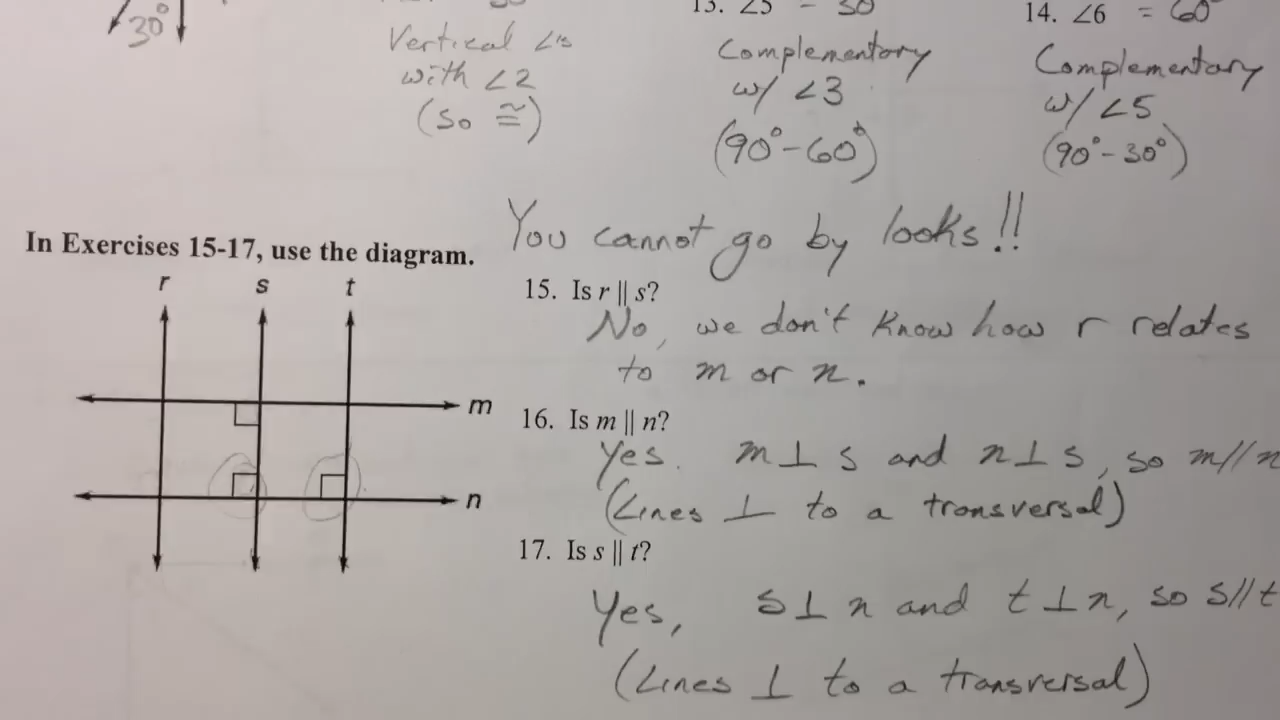 30°
Vertical ∠'s
with ∠2
(so ≅)
13. ∠5 = 30
Complementary
w/ ∠3
(90°-60°)
14. ∠6 = 60°
Complementary
w/ ∠5
(90°-30°)
You cannot go by looks!!
In Exercises 15-17, use the diagram.
r s t
m
n
15. Is r || s?
No, we don't know how r relates
to m or n.
16. Is m || n?
Yes. m⊥s and n⊥s, so m//n
(Lines ⊥ to a transversal)
17. Is s || t?
Yes, s⊥n and t⊥n, so s//t
(Lines ⊥ to a transversal)